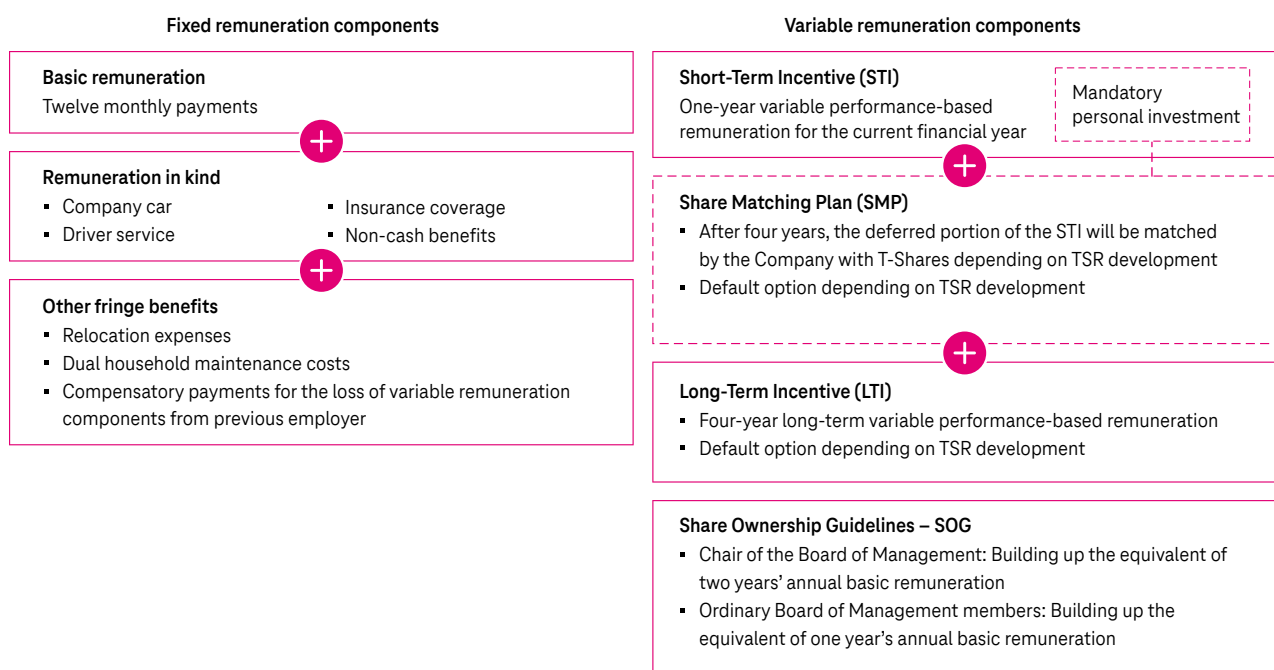 Fixed remuneration components
Basic remuneration
Twelve monthly payments
Remuneration in kind
▪ Company car
▪ Driver service
▪ Insurance coverage
▪ Non-cash benefits
Other fringe benefits
▪ Relocation expenses
▪ Dual household maintenance costs
▪ Compensatory payments for the loss of variable remuneration
components from previous employer
Variable remuneration components
Short-Term Incentive (STI)
One-year variable performance-based
remuneration for the current financial year
Mandatory
personal investment
Share Matching Plan (SMP)
▪ After four years, the deferred portion of the STI will be matched
by the Company with T-Shares depending on TSR development
▪ Default option depending on TSR development
Long-Term Incentive (LTI)
▪ Four-year long-term variable performance-based remuneration
▪ Default option depending on TSR development
Share Ownership Guidelines – SOG
▪ Chair of the Board of Management: Building up the equivalent of
two years’ annual basic remuneration
▪ Ordinary Board of Management members: Building up the
equivalent of one year’s annual basic remuneration